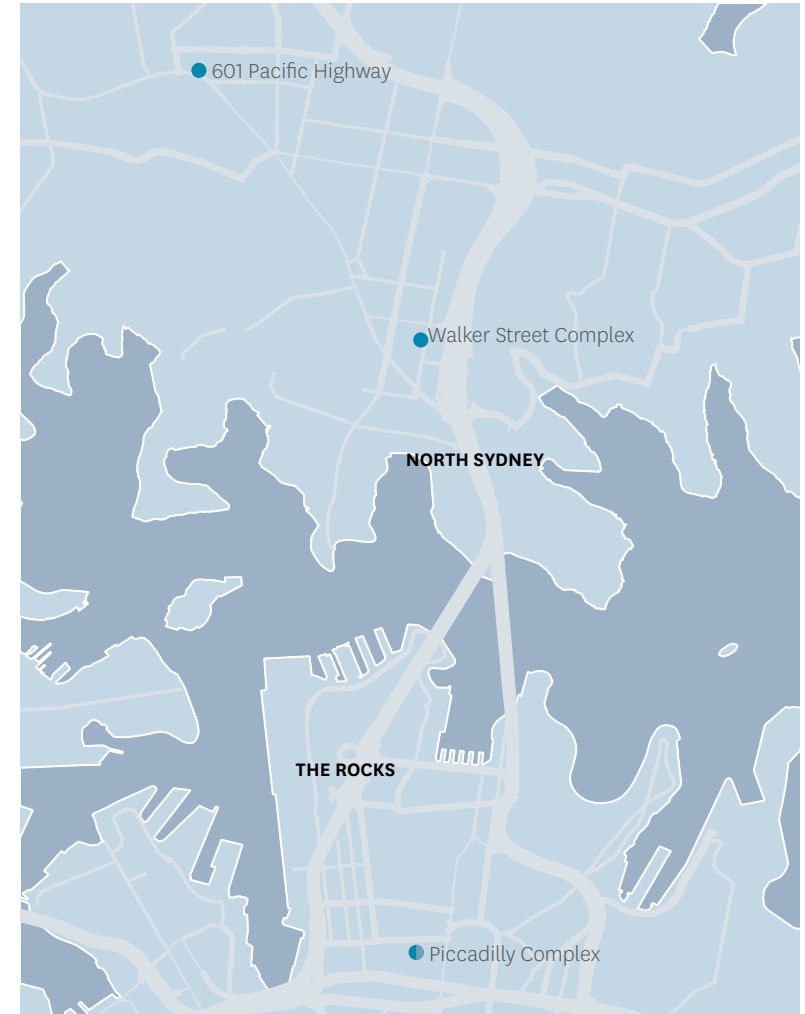 601 Pacific Highway
Walker Street Complex
NORTH SYDNEY
THE ROCKS
Piccadilly Complex